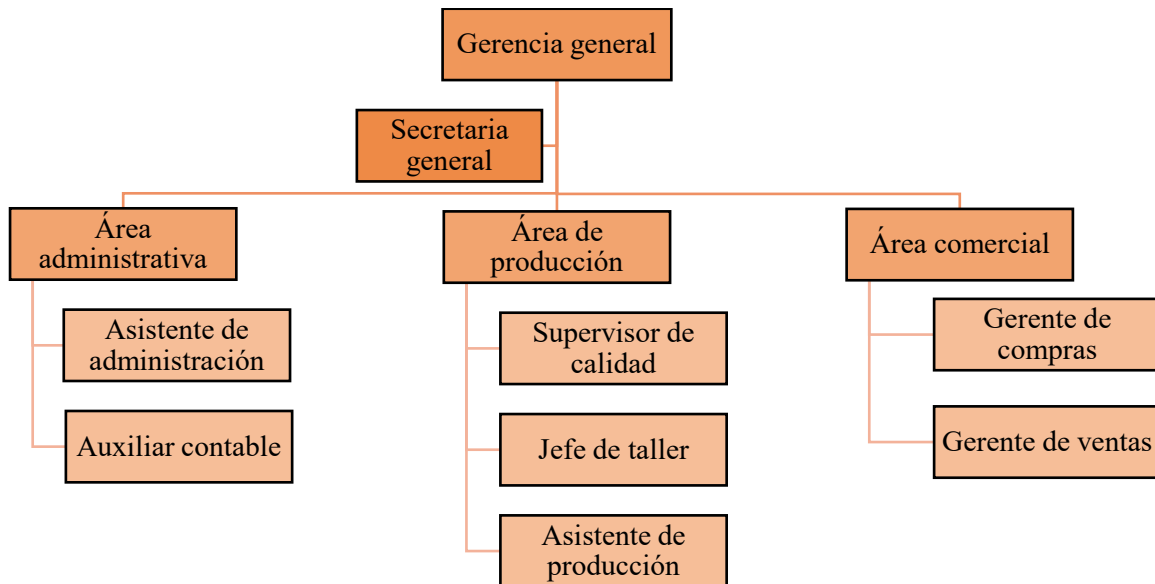 Gerencia general
Secretaria
general
Área
administrativa
Asistente de
administración
Auxiliar contable
Área de
producción
Supervisor de
calidad
Jefe de taller
Asistente de
producción
Área comercial
Gerente de
compras
Gerente de ventas